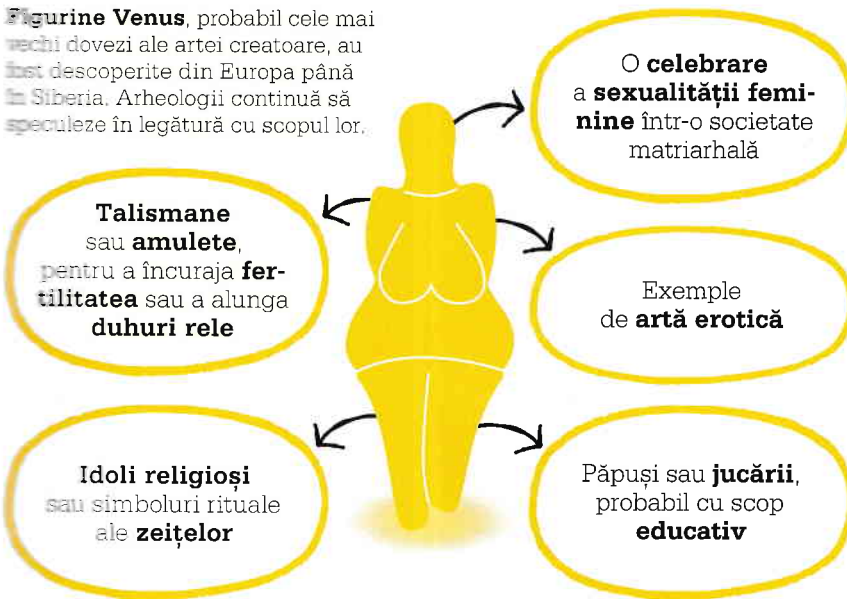 Figurine Venus, probabil cele mai
vechi dovezi ale artei creatoare, au
fost descoperite din Europa până
în Siberia. Arheologii continuă să
speculeze în legătură cu scopul lor.
O celebrare
a sexualității femi-
nine într-o societate
matriarhală
Talismane
sau amulete,
pentru a încuraja fer-
tilitatea sau a alunga
duhuri rele
Exemple
de artă erotică
Idoli religioși
sau simboluri rituale
ale zeițelor
Păpuși sau jucării,
probabil cu scop
educativ